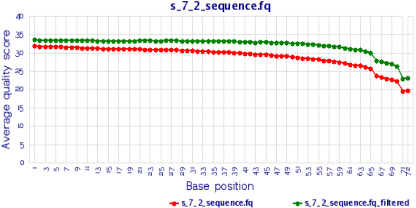 s_7_2_sequence.fq
Average quality score
40
35
30
25
20
15
10
5
0
1 3 5 7 9 11 13 15 17 19 21 23 25 27 29 31 33 35 37 39 41 43 45 47 49 51 53 55 57 59 61 63 65 67 69 71 72
Base position
s_7_2_sequence.fq s_7_2_sequence.fq_filtered